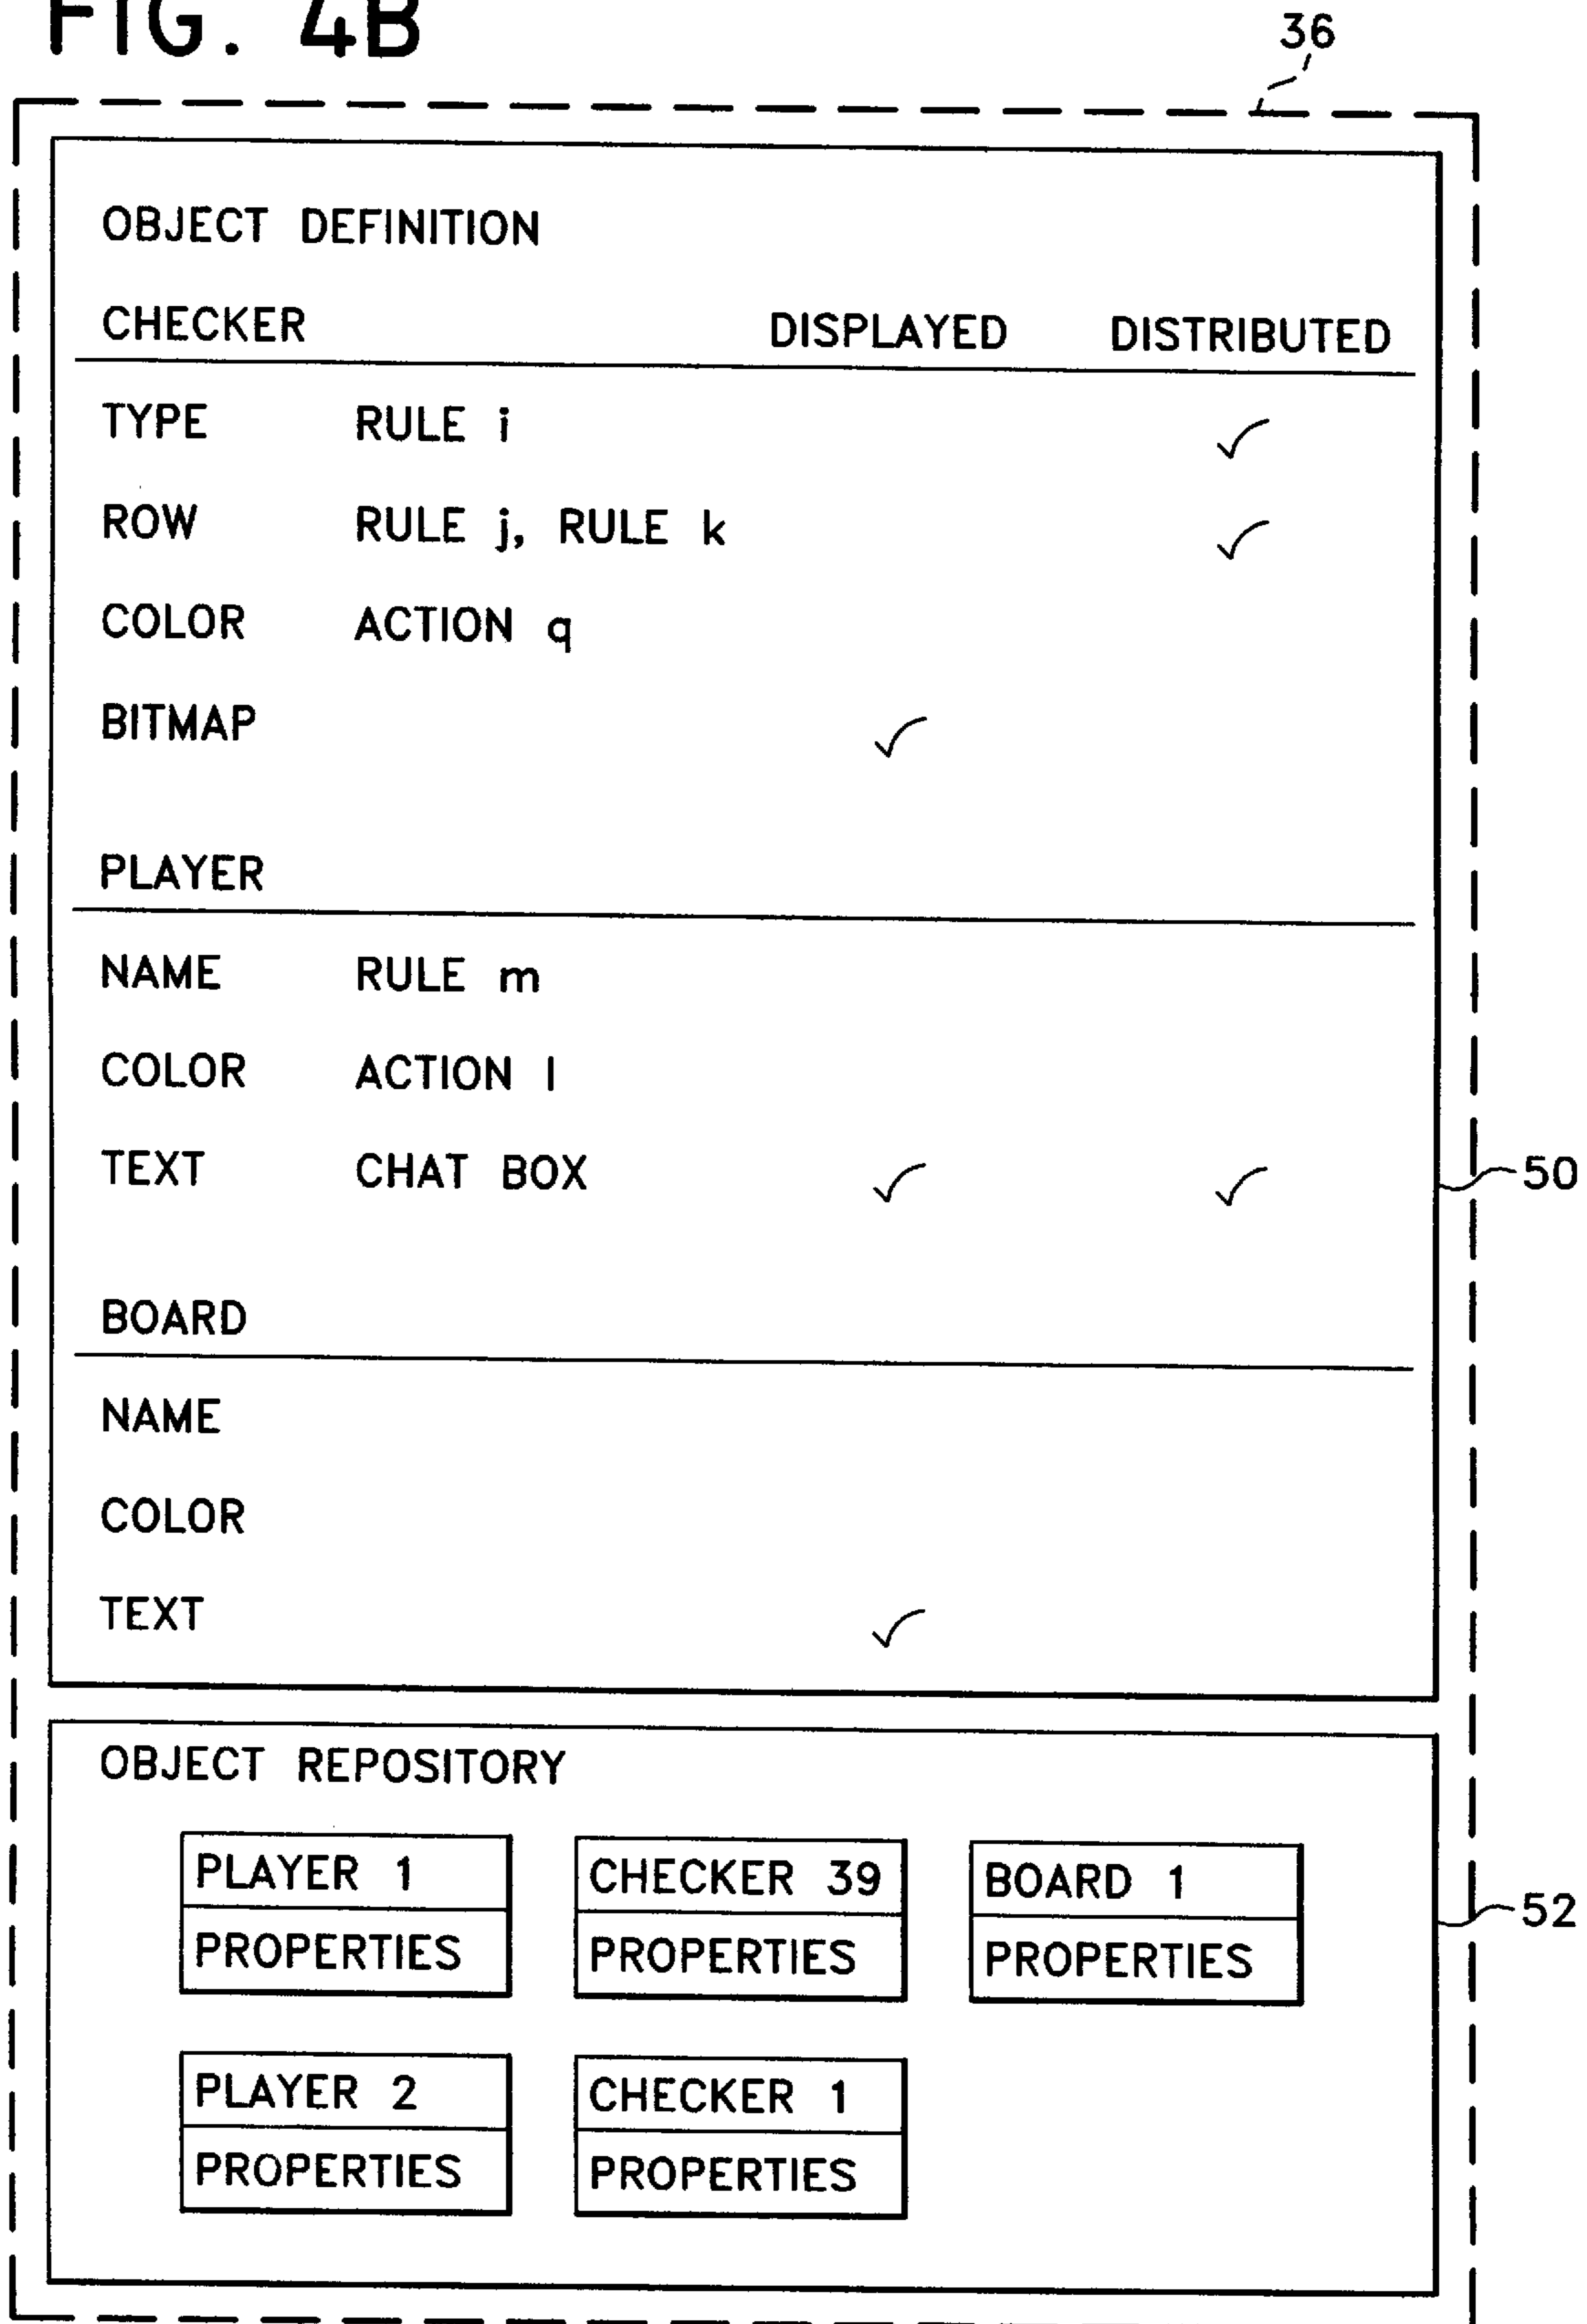 FIG. 4B
36
OBJECT DEFINITION
CHECKER DISPLAYED DISTRIBUTED
TYPE RULE i ✓
ROW RULE j, RULE k ✓
COLOR ACTION q
BITMAP ✓
PLAYER
NAME RULE m
COLOR ACTION l
TEXT CHAT BOX ✓ ✓
50
BOARD
NAME
COLOR
TEXT ✓
OBJECT REPOSITORY
PLAYER 1 CHECKER 39 BOARD 1
PROPERTIES PROPERTIES PROPERTIES
52
PLAYER 2 CHECKER 1
PROPERTIES PROPERTIES